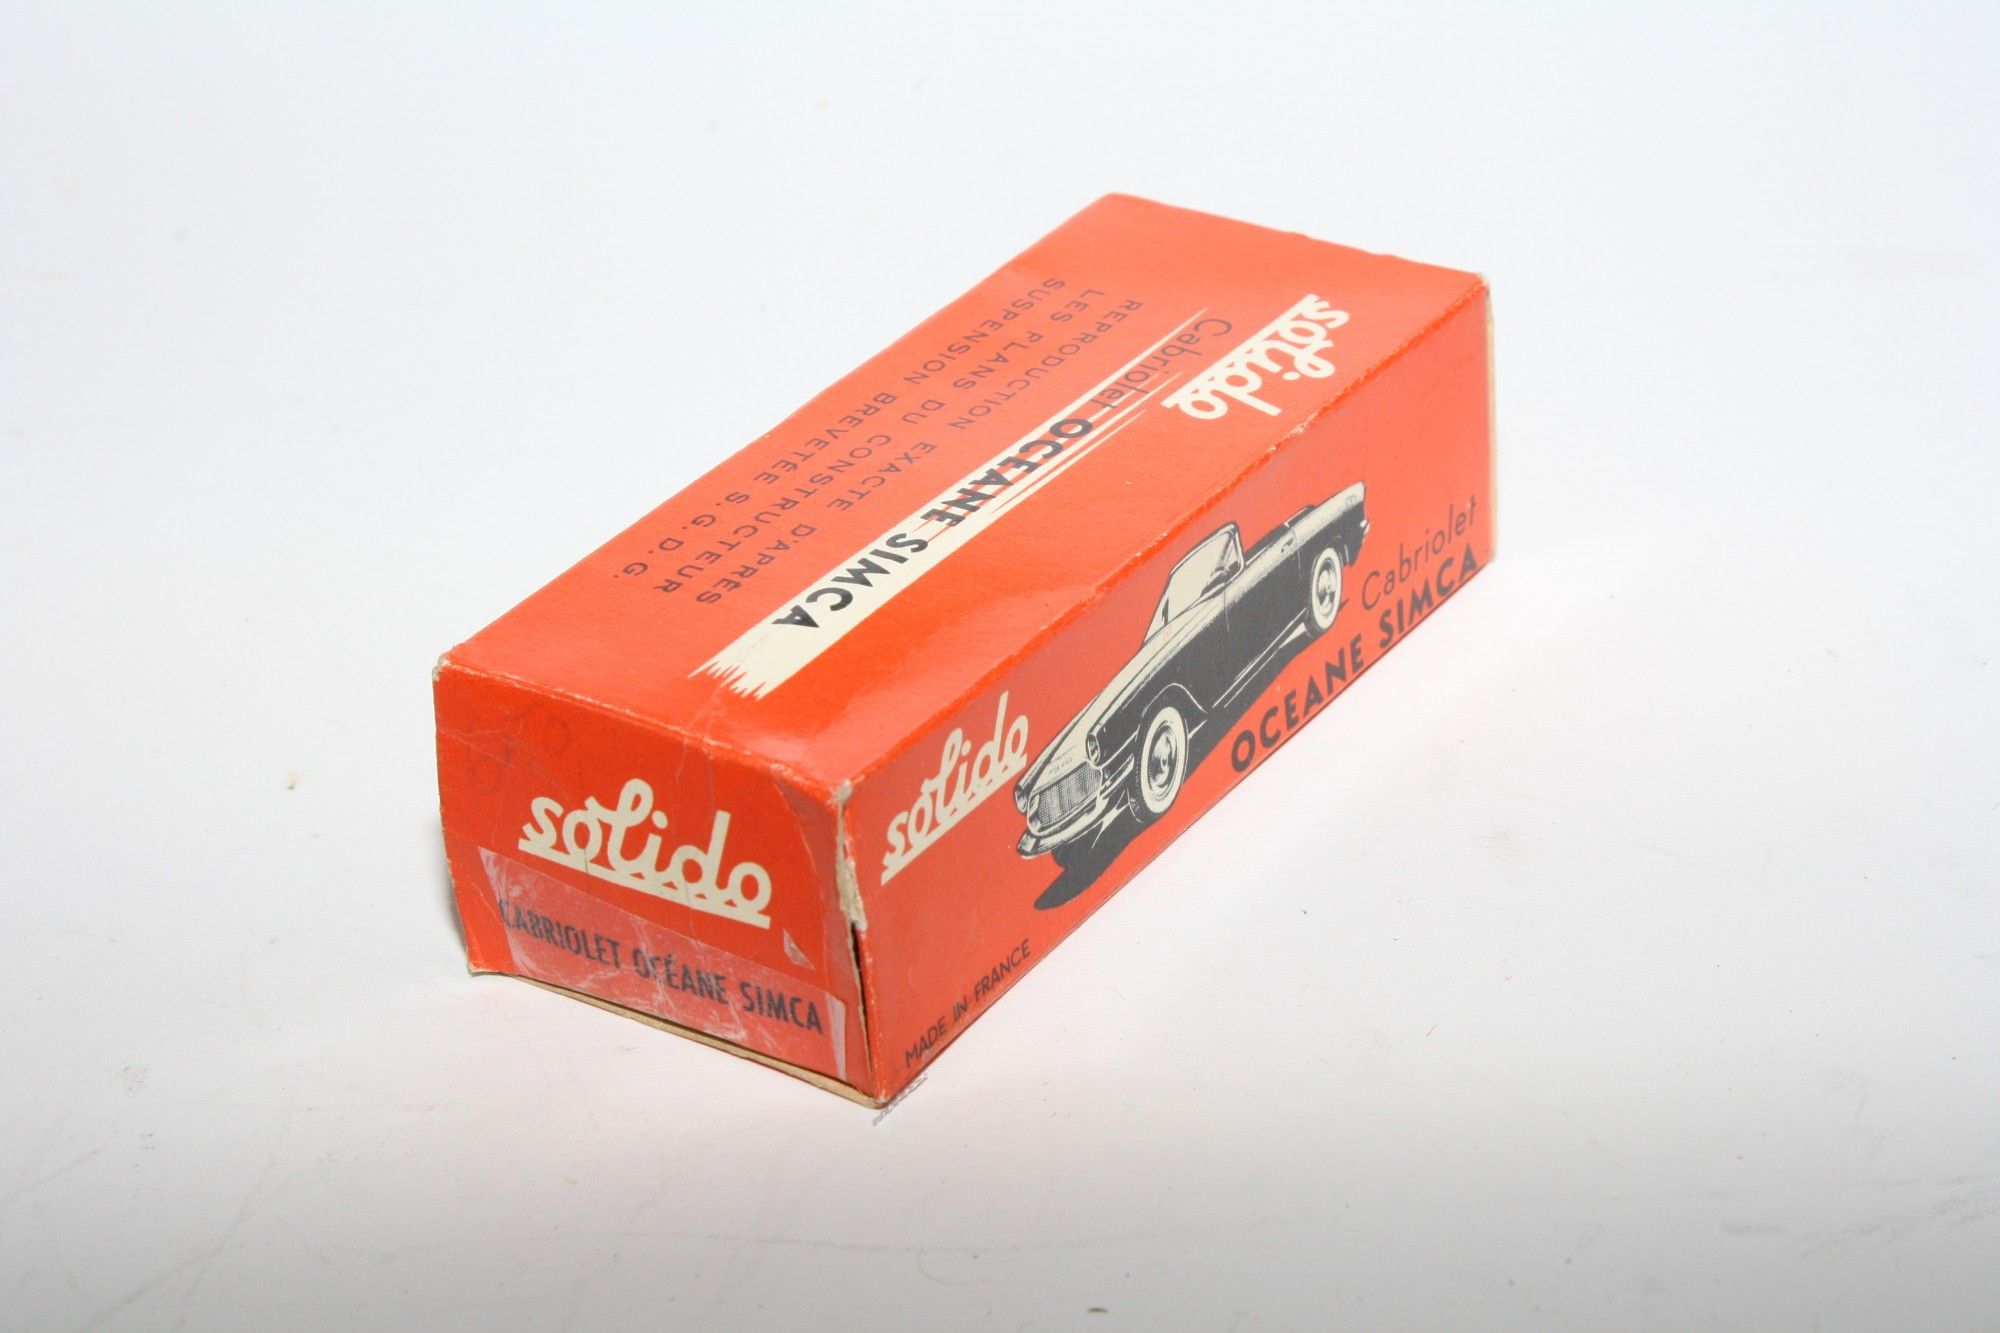 solido
Cabriolet OCEANE SIMCA
REPRODUCTION EXACTE D'APRÈS
LES PLANS DU CONSTRUCTEUR
SUSPENSION BREVETÉE S.G.D.G.
solido
Cabriolet
OCEANE SIMCA
MADE IN FRANCE
solido
CABRIOLET OCÉANE SIMCA